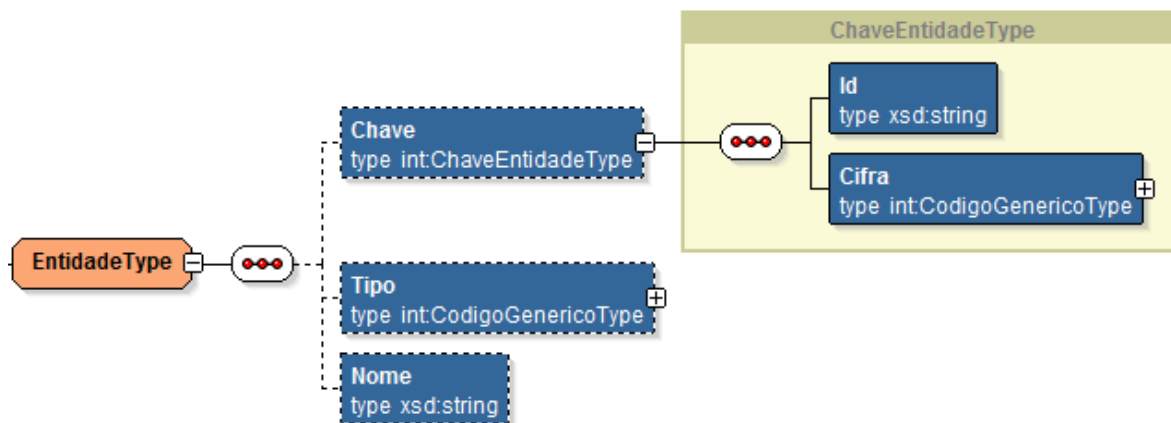 ChaveEntidadeType
Id
type xsd:string
Chave
type int:ChaveEntidadeType
Cifra
type int:CodigoGenericoType
EntidadeType
Tipo
type int:CodigoGenericoType
Nome
type xsd:string